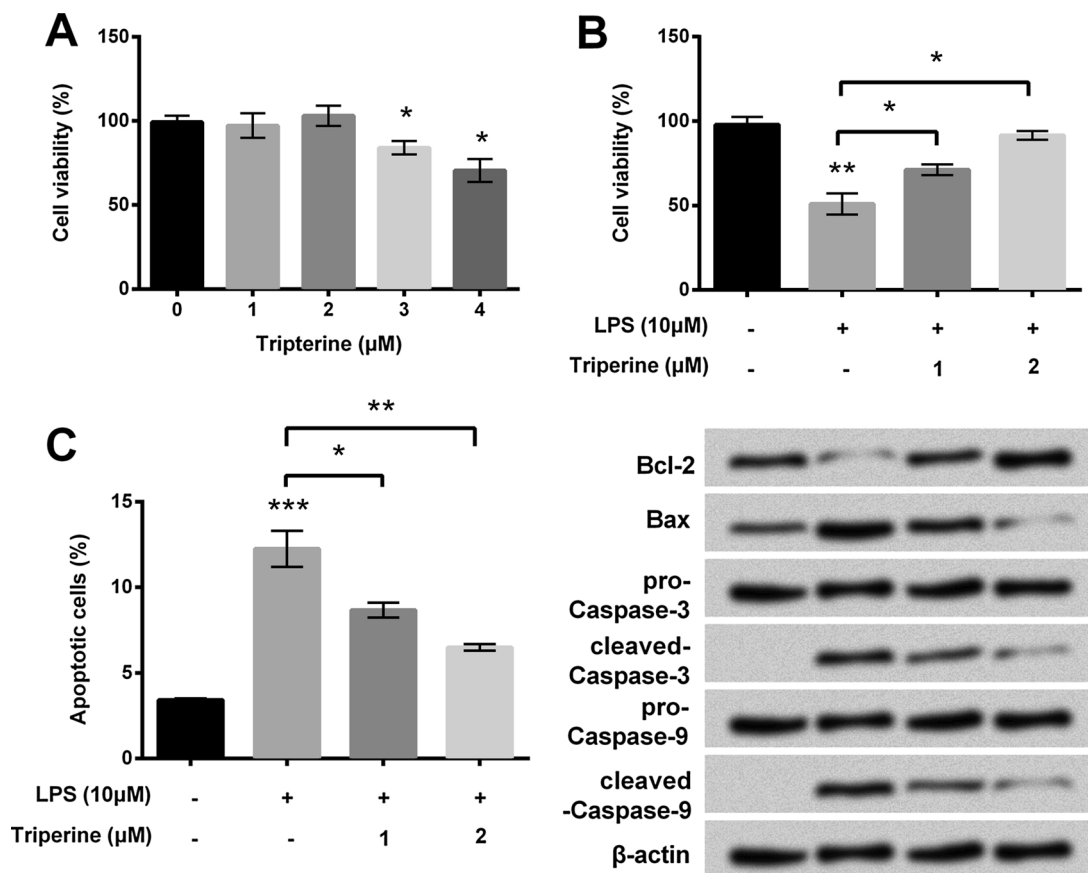 A
Cell viability (%)
150
100
50
0
*
*
0 1 2 3 4
Tripterine (µM)
B
Cell viability (%)
150
100
50
0
*
*
**
LPS (10µM) - + + +
Triperine (µM) - - 1 2
C
Apoptotic cells (%)
15
10
5
0
**
*
***
LPS (10µM) - + + +
Triperine (µM) - - 1 2
Bcl-2
Bax
pro-
Caspase-3
cleaved-
Caspase-3
pro-
Caspase-9
cleaved
-Caspase-9
β-actin